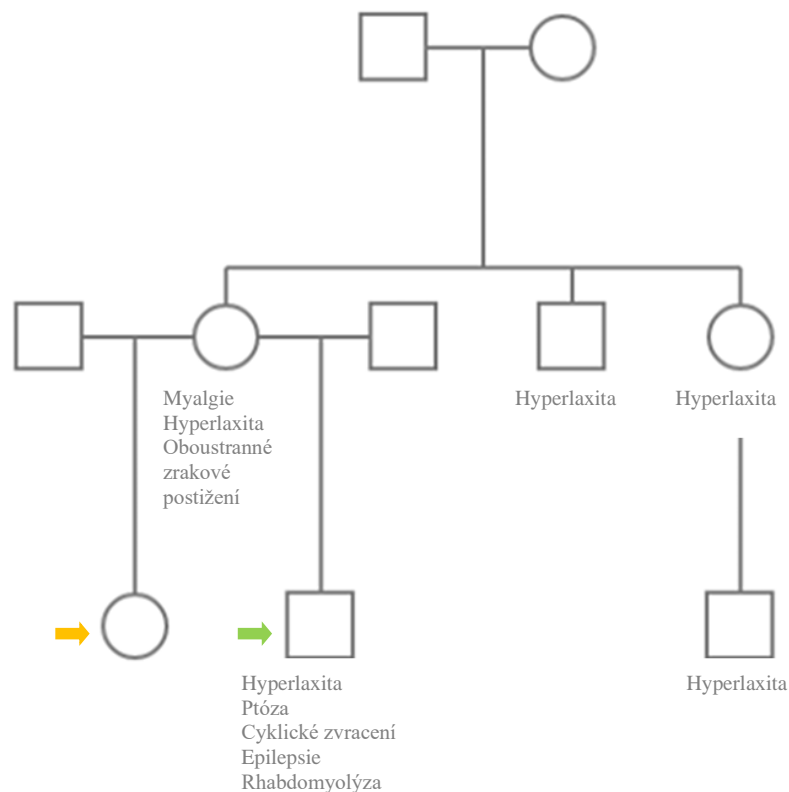 Myalgie
Hyperlaxita
Oboustranné
zrakové
postižení
Hyperlaxita
Hyperlaxita
Hyperlaxita
Ptóza
Cyklické zvracení
Epilepsie
Rhabdomyolýza
Hyperlaxita